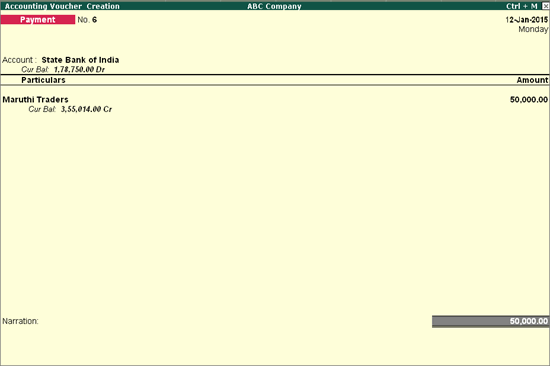 Accounting Voucher Creation ABC Company Ctrl + M
Payment No. 6 12-Jan-2015
Monday
Account : State Bank of India
Cur Bal: 1,78,750.00 Dr
Particulars Amount
Maruthi Traders 50,000.00
Cur Bal: 3,55,014.00 Cr
Narration: 50,000.00